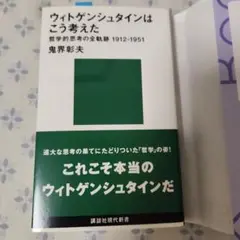 ウィトゲンシュタインは
こう考えた
哲学的思考の全軌跡 1912-1951
鬼界彰夫
遠大な思考の果てにたどりついた「哲学」の姿!
これこそ本当の
ウィトゲンシュタインだ
講談社現代新書